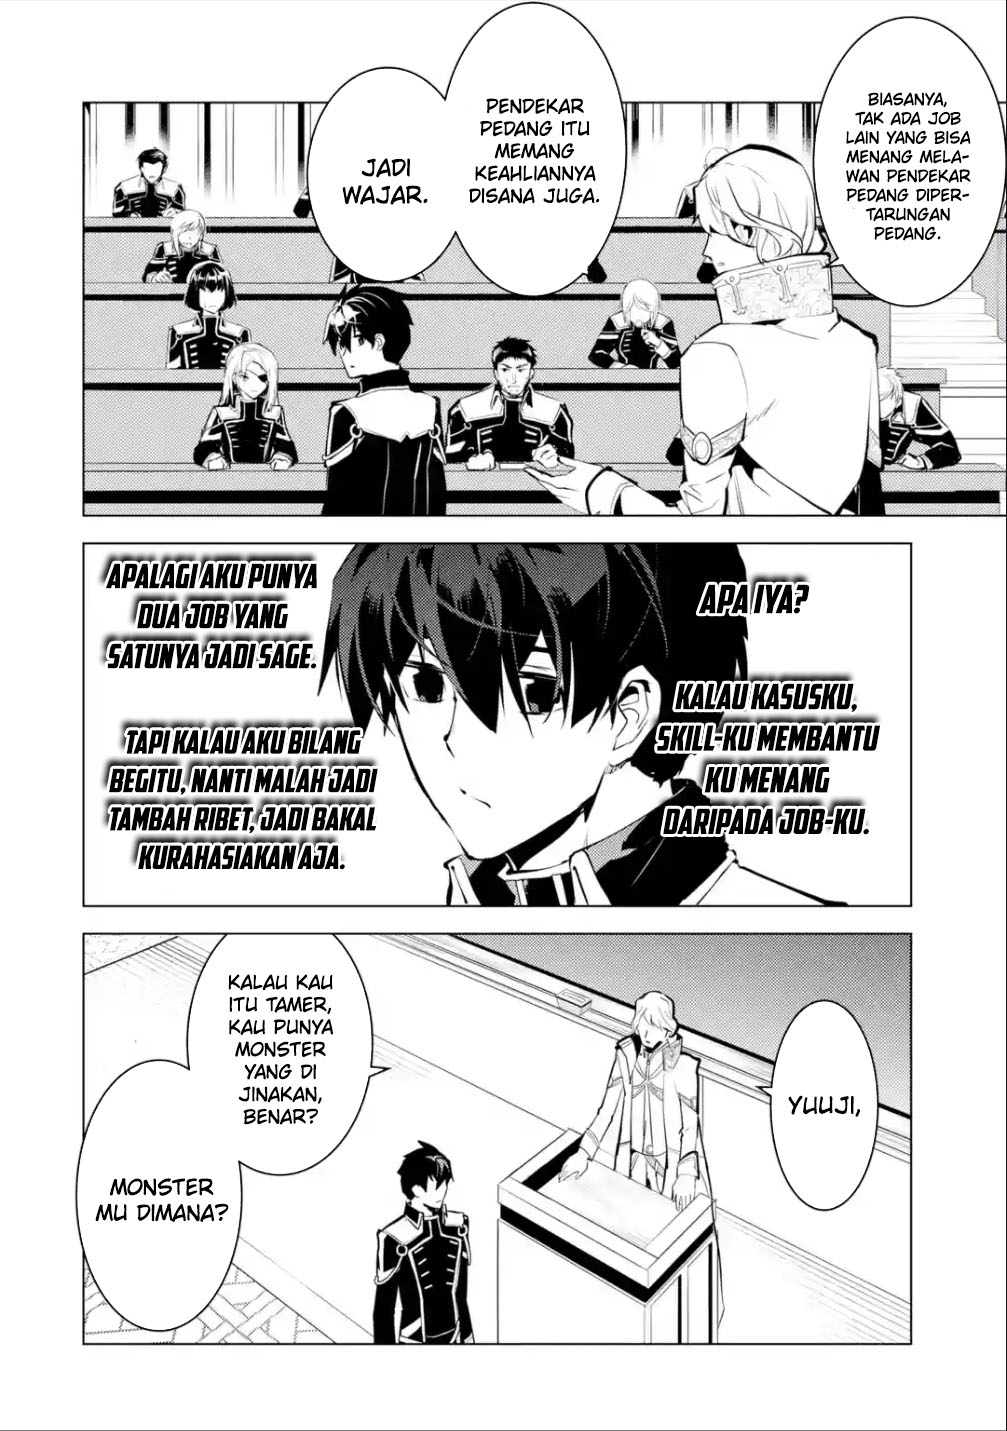 BIASANYA,
TAK ADA JOB
LAIN YANG BISA
MENANG MELA-
WAN PENDEKAR
PEDANG DIPER-
TARUNGAN
PEDANG.
PENDEKAR
PEDANG ITU
MEMANG
KEAHLIANNYA
DISANA JUGA.
JADI
WAJAR.
APA IYA?
KALAU KASUSKU,
SKILL-KU MEMBANTU
KU MENANG
DARIPADA JOB-KU.
APALAGI AKU PUNYA
DUA JOB YANG
SATUNYA JADI SAGE.
TAPI KALAU AKU BILANG
BEGITU, NANTI MALAH JADI
TAMBAH RIBET, JADI BAKAL
KURAHASIAKAN AJA.
YUUJI,
KALAU KAU
ITU TAMER,
KAU PUNYA
MONSTER
YANG DI
JINAKAN,
BENAR?
MONSTER
MU DIMANA?